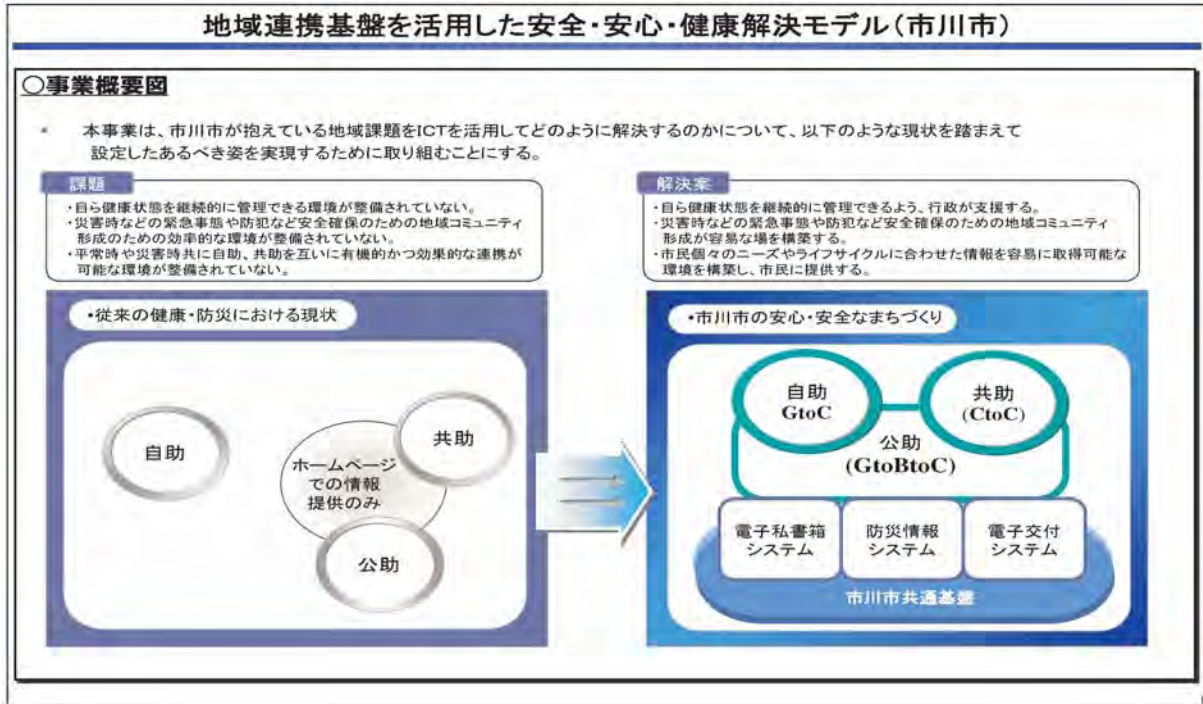 地域連携基盤を活用した安全・安心・健康解決モデル(市川市)
○事業概要図
• 本事業は、市川市が抱えている地域課題をICTを活用してどのように解決するのかについて、以下のような現状を踏まえて
設定したあるべき姿を実現するために取り組むことにする。
課題
・自ら健康状態を継続的に管理できる環境が整備されていない。
・災害時などの緊急事態や防犯など安全確保のための地域コミュニティ
形成のための効率的な環境が整備されていない。
・平常時や災害時共に自助、共助を互いに有機的かつ効果的な連携が
可能な環境が整備されていない。
•従来の健康・防災における現状
自助
共助
ホームページ
での情報
提供のみ
公助
解決案
・自ら健康状態を継続的に管理できるよう、行政が支援する。
・災害時などの緊急事態や防犯など安全確保のための地域コミュニティ
形成が容易な場を構築する。
・市民個々のニーズやライフサイクルに合わせた情報を容易に取得可能な
環境を構築し、市民に提供する。
•市川市の安心・安全なまちづくり
自助
GtoC
共助
(CtoC)
公助
(GtoBtoC)
電子私書箱
システム
防災情報
システム
電子交付
システム
市川市共通基盤